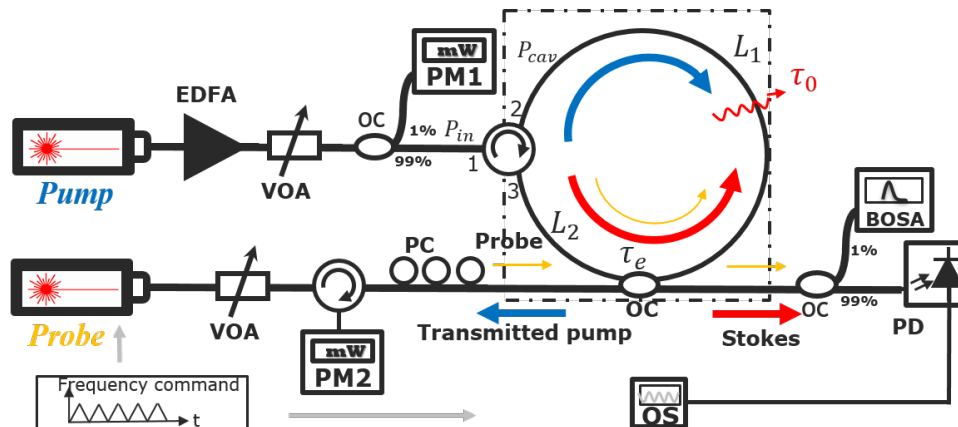 mW
PM1
EDFA
P_cav
L_1
τ_0
OC
2
1% P_in
99%
1
VOA
3
Pump
L_2
BOSA
PC
Probe
τ_e
1%
OC
OC
99%
VOA
Transmitted pump
Stokes
PD
Probe
mW
PM2
Frequency command
t
OS